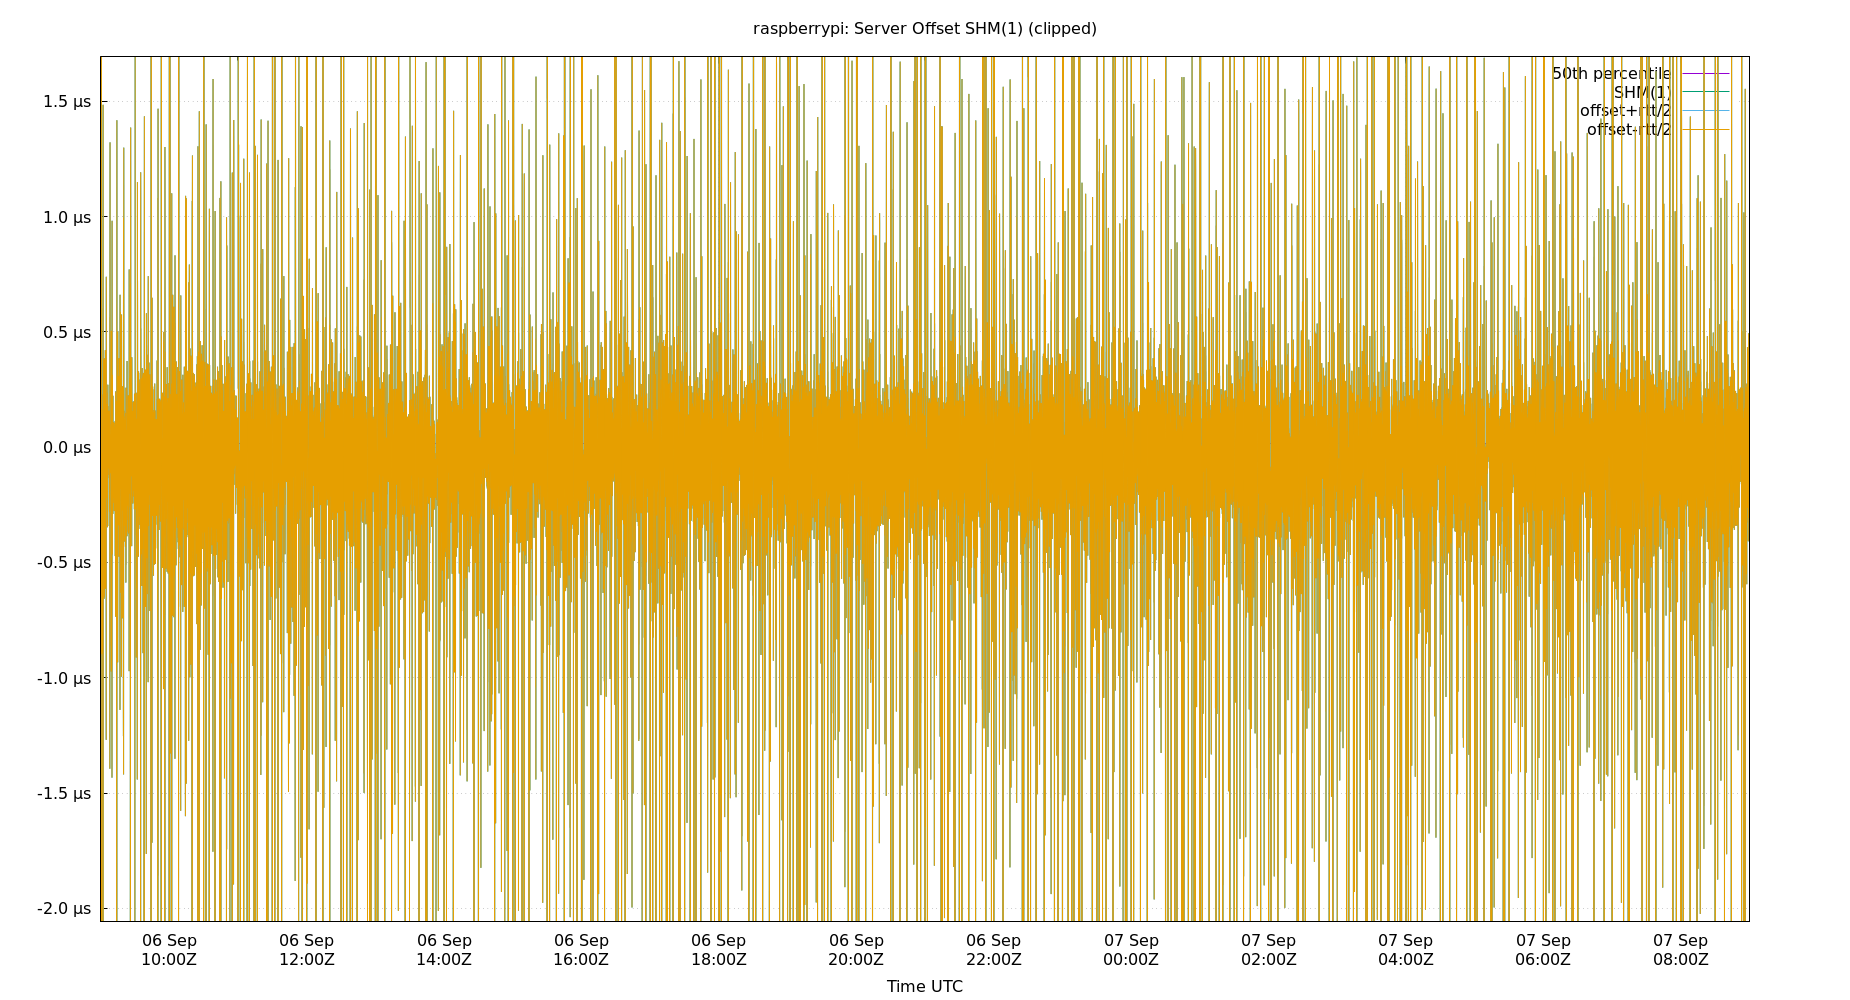 raspberrypi: Server Offset SHM(1) (clipped)
50th percentile
SHM(1)
offset+rtt/2
offset-rtt/2
1.5 µs
1.0 µs
0.5 µs
0.0 µs
-0.5 µs
-1.0 µs
-1.5 µs
-2.0 µs
06 Sep 06 Sep 06 Sep 06 Sep 06 Sep 06 Sep 06 Sep 07 Sep 07 Sep 07 Sep 07 Sep 07 Sep
10:00Z 12:00Z 14:00Z 16:00Z 18:00Z 20:00Z 22:00Z 00:00Z 02:00Z 04:00Z 06:00Z 08:00Z
Time UTC